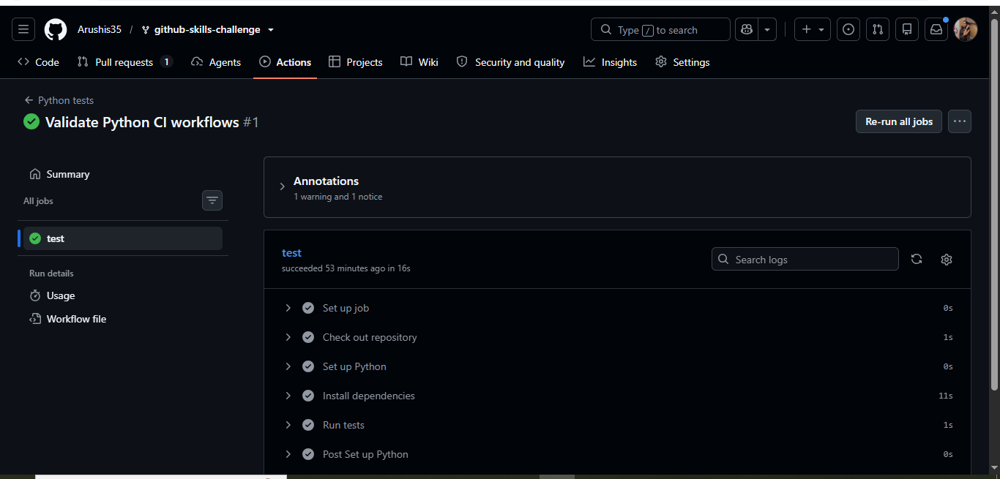 Arushis35 / github-skills-challenge
Type / to search
Code
Pull requests 1
Agents
Actions
Projects
Wiki
Security and quality
Insights
Settings
Python tests
Validate Python CI workflows #1
Re-run all jobs
Summary
All jobs
test
Run details
Usage
Workflow file
Annotations
1 warning and 1 notice
test
succeeded 53 minutes ago in 16s
Search logs
Set up job 0s
Check out repository 1s
Set up Python 0s
Install dependencies 11s
Run tests 1s
Post Set up Python 0s